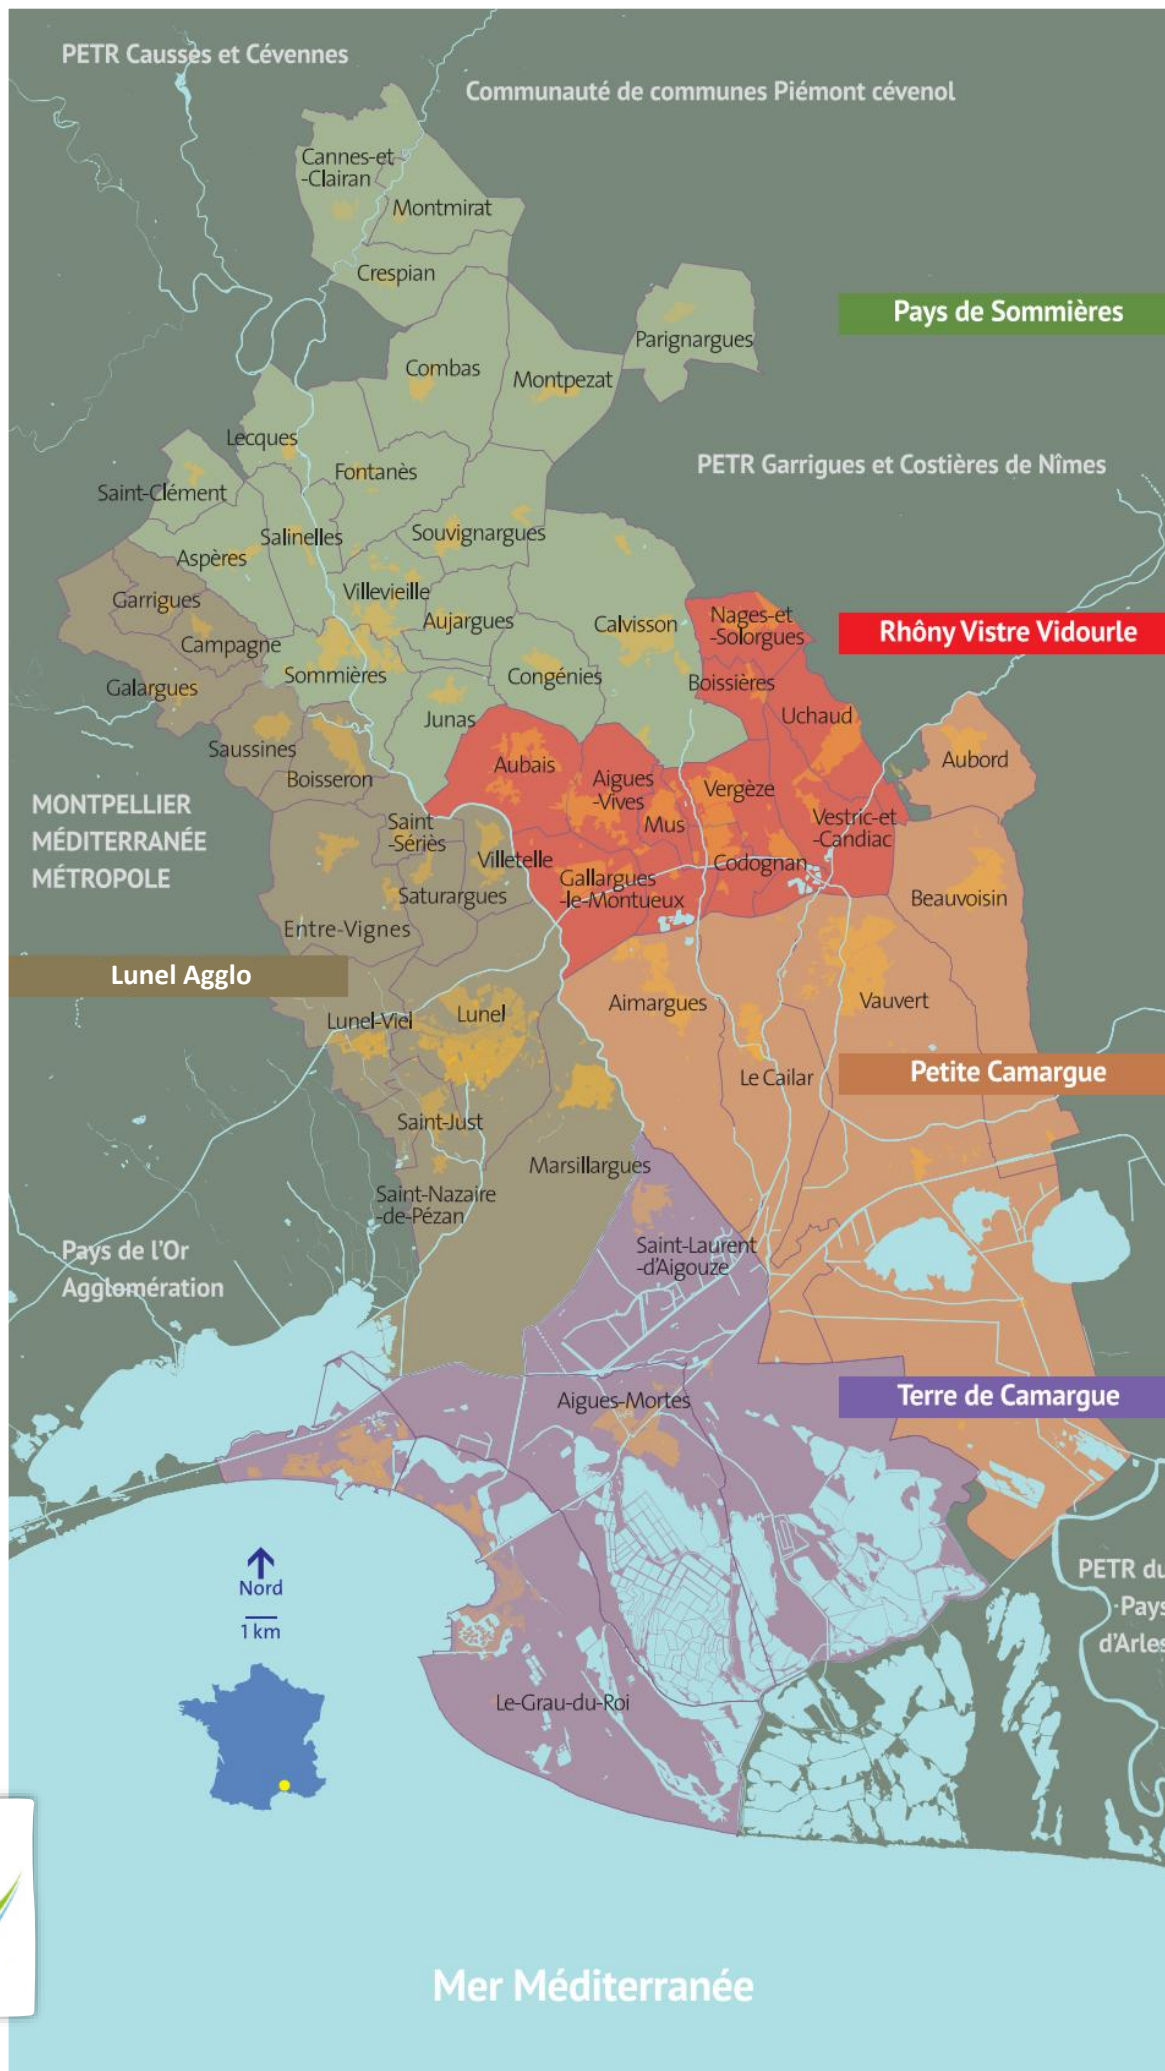 PETR Causses et Cévennes
Communauté de communes Piémont cévenol
Cannes-et
-Clairan
Montmirat
Crespian
Pays de Sommières
Parignargues
Combas
Montpezat
Lecques
PETR Garrigues et Costières de Nîmes
Fontanès
Saint-Clément
Salinelles
Souvignargues
Aspères
Villevieille
Garrigues
Aujargues
Calvisson
Nages-et
-Solorgues
Rhôny Vistre Vidourle
Campagne
Sommières
Congénies
Boissières
Galargues
Junas
Uchaud
Saussines
Boisseron
Aubais
Aigues
-Vives
Vergèze
Aubord
MONTPELLIER
MÉDITERRANÉE
MÉTROPOLE
Saint
-Sériès
Mus
Vestric-et
-Candiac
Villetelle
Codognan
Gallargues
-le-Montueux
Saturargues
Beauvoisin
Entre-Vignes
Lunel Agglo
Aimargues
Vauvert
Lunel-Viel
Lunel
Le Cailar
Petite Camargue
Saint-Just
Marsillargues
Saint-Nazaire
-de-Pézan
Pays de l'Or
Agglomération
Saint-Laurent
-d'Aigouze
Aigues-Mortes
Terre de Camargue
Nord
1 km
PETR du
Pays
d'Arles
Le-Grau-du-Roi
Mer Méditerranée